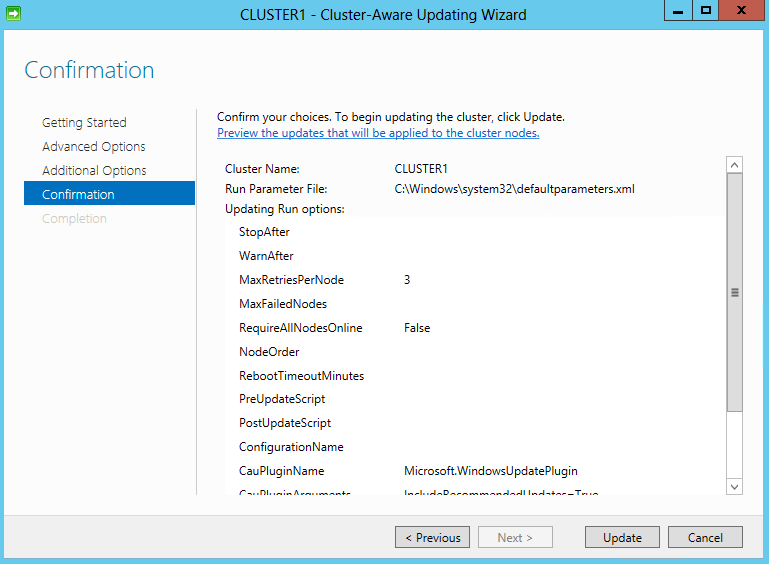 CLUSTER1 - Cluster-Aware Updating Wizard
Confirmation
Getting Started
Advanced Options
Additional Options
Confirmation
Completion
Confirm your choices. To begin updating the cluster, click Update.
Preview the updates that will be applied to the cluster nodes.
Cluster Name: CLUSTER1
Run Parameter File: C:\Windows\system32\defaultparameters.xml
Updating Run options:
StopAfter
WarnAfter
MaxRetriesPerNode 3
MaxFailedNodes
RequireAllNodesOnline False
NodeOrder
RebootTimeoutMinutes
PreUpdateScript
PostUpdateScript
ConfigurationName
CauPluginName Microsoft.WindowsUpdatePlugin
CauPluginArguments IncludeRecommendedUpdates=True
< Previous
Next >
Update
Cancel